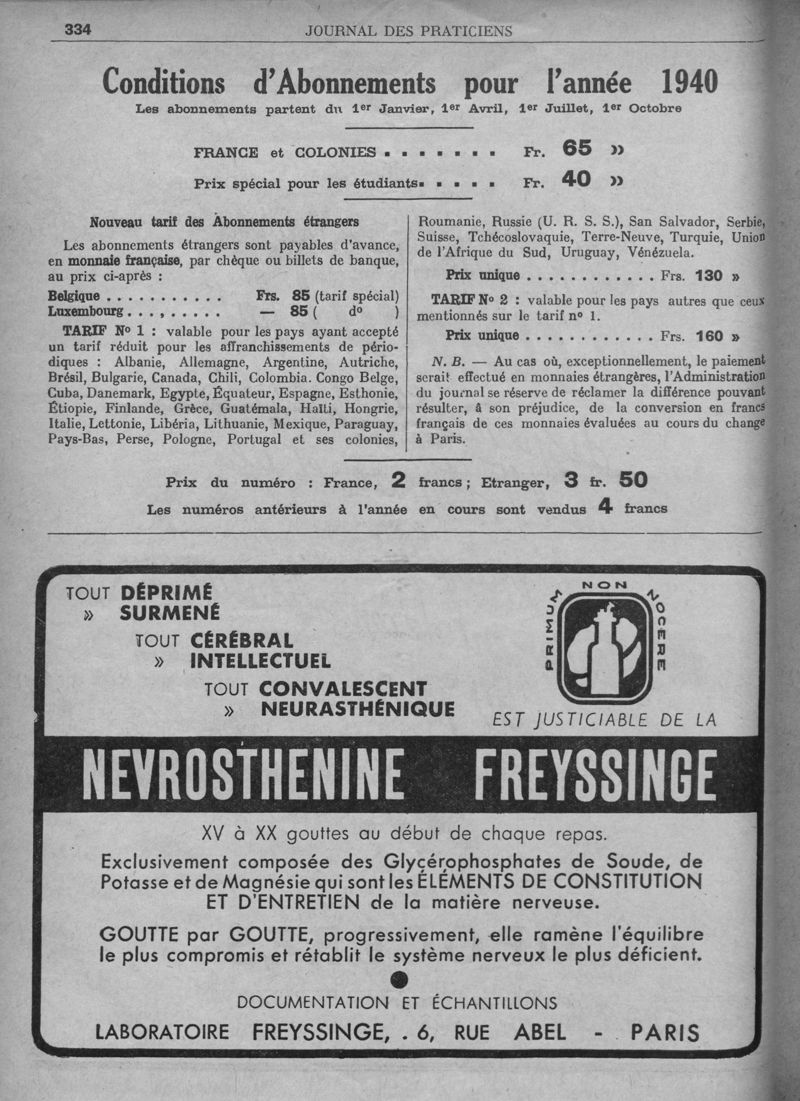 334
JOURNAL DES PRATICIENS
Conditions d'Abonnements pour l'année 1940
Les abonnements partent du 1er Janvier, 1er Avril, 1er Juillet, 1er Octobre
FRANCE et COLONIES . . . . . . . Fr. 65 »
Prix spécial pour les étudiants. . . . . Fr. 40 »
Nouveau tarif des Abonnements étrangers
Les abonnements étrangers sont payables d'avance,
en monnaie française, par chèque ou billets de banque,
au prix ci-après :
Belgique . . . . . . . . . . . Frs. 85 (tarif spécial)
Luxembourg . . . , . . . . . — 85 ( do )
TARIF No 1 : valable pour les pays ayant accepté
un tarif réduit pour les affranchissements de pério-
diques : Albanie, Allemagne, Argentine, Autriche,
Brésil, Bulgarie, Canada, Chili, Colombia. Congo Belge,
Cuba, Danemark, Egypte, Équateur, Espagne, Esthonie,
Étiopie, Finlande, Grèce, Guatémala, Haïti, Hongrie,
Italie, Lettonie, Libéria, Lithuanie, Mexique, Paraguay,
Pays-Bas, Perse, Pologne, Portugal et ses colonies,
Roumanie, Russie (U. R. S. S.), San Salvador, Serbie,
Suisse, Tchécoslovaquie, Terre-Neuve, Turquie, Union
de l'Afrique du Sud, Uruguay, Vénézuela.
Prix unique . . . . . . . . . . . . Frs. 130 »
TARIF No 2 : valable pour les pays autres que ceux
mentionnés sur le tarif no 1.
Prix unique . . . . . . . . . . . . Frs. 160 »
N. B. — Au cas où, exceptionnellement, le paiement
serait effectué en monnaies étrangères, l'Administration
du journal se réserve de réclamer la différence pouvant
résulter, à son préjudice, de la conversion en francs
français de ces monnaies évaluées au cours du change
à Paris.
Prix du numéro : France, 2 francs ; Etranger, 3 fr. 50
Les numéros antérieurs à l'année en cours sont vendus 4 francs
TOUT DÉPRIMÉ
» SURMENÉ
TOUT CÉRÉBRAL
» INTELLECTUEL
TOUT CONVALESCENT
» NEURASTHÉNIQUE
PRIMUM NON NOCERE
EST JUSTICIABLE DE LA
NEVROSTHENINE FREYSSINGE
XV à XX gouttes au début de chaque repas.
Exclusivement composée des Glycérophosphates de Soude, de
Potasse et de Magnésie qui sont les ÉLÉMENTS DE CONSTITUTION
ET D'ENTRETIEN de la matière nerveuse.
GOUTTE par GOUTTE, progressivement, elle ramène l'équilibre
le plus compromis et rétablit le système nerveux le plus déficient.
DOCUMENTATION ET ÉCHANTILLONS
LABORATOIRE FREYSSINGE, . 6, RUE ABEL - PARIS